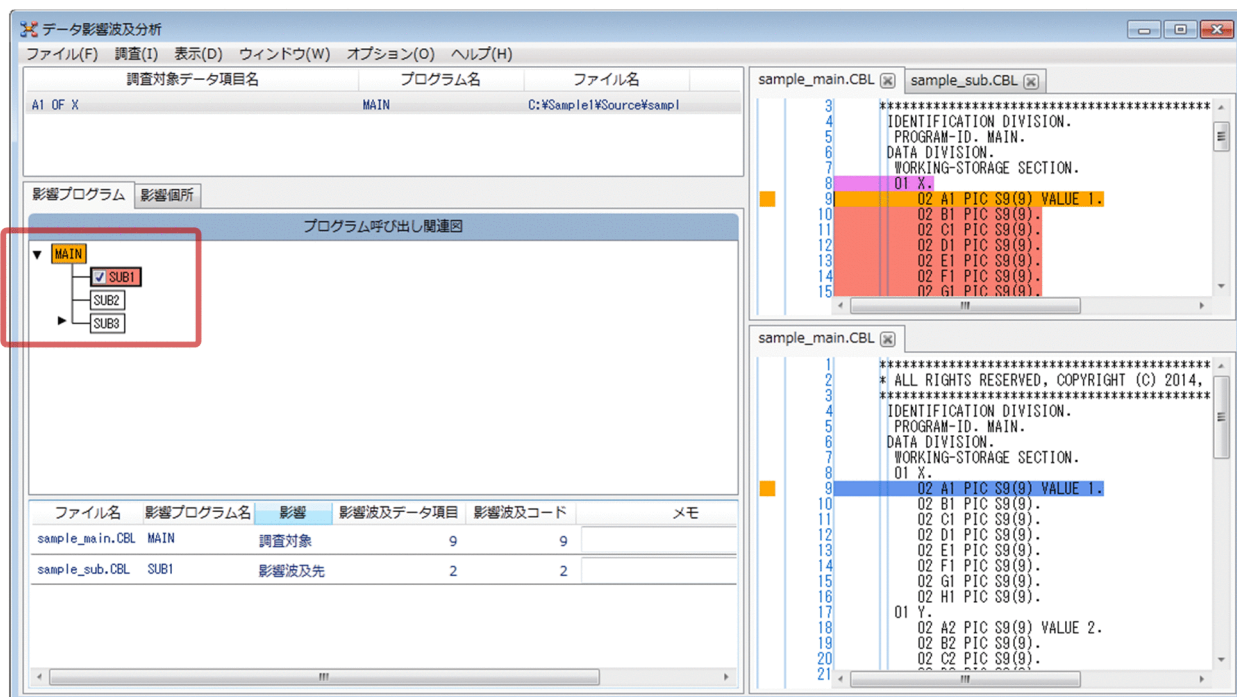 データ影響波及分析
ファイル(F) 調査(I) 表示(D) ウィンドウ(W) オプション(O) ヘルプ(H)
調査対象データ項目名 プログラム名 ファイル名
A1 OF X MAIN C:¥Sample1¥Source¥sampl
影響プログラム 影響個所
プログラム呼び出し関連図
MAIN
SUB1
SUB2
SUB3
ファイル名 影響プログラム名 影響 影響波及データ項目 影響波及コード メモ
sample_main.CBL MAIN 調査対象 9 9
sample_sub.CBL SUB1 影響波及先 2 2
sample_main.CBL sample_sub.CBL
3 *******************************************
4 IDENTIFICATION DIVISION.
5 PROGRAM-ID. MAIN.
6 DATA DIVISION.
7 WORKING-STORAGE SECTION.
8 01 X.
9 02 A1 PIC S9(9) VALUE 1.
10 02 B1 PIC S9(9).
11 02 C1 PIC S9(9).
12 02 D1 PIC S9(9).
13 02 E1 PIC S9(9).
14 02 F1 PIC S9(9).
15 02 G1 PIC S9(9).
sample_main.CBL
1 *******************************************
2 * ALL RIGHTS RESERVED, COPYRIGHT (C) 2014,
3 *******************************************
4 IDENTIFICATION DIVISION.
5 PROGRAM-ID. MAIN.
6 DATA DIVISION.
7 WORKING-STORAGE SECTION.
8 01 X.
9 02 A1 PIC S9(9) VALUE 1.
10 02 B1 PIC S9(9).
11 02 C1 PIC S9(9).
12 02 D1 PIC S9(9).
13 02 E1 PIC S9(9).
14 02 F1 PIC S9(9).
15 02 G1 PIC S9(9).
16 02 H1 PIC S9(9).
17 01 Y.
18 02 A2 PIC S9(9) VALUE 2.
19 02 B2 PIC S9(9).
20 02 C2 PIC S9(9).
21